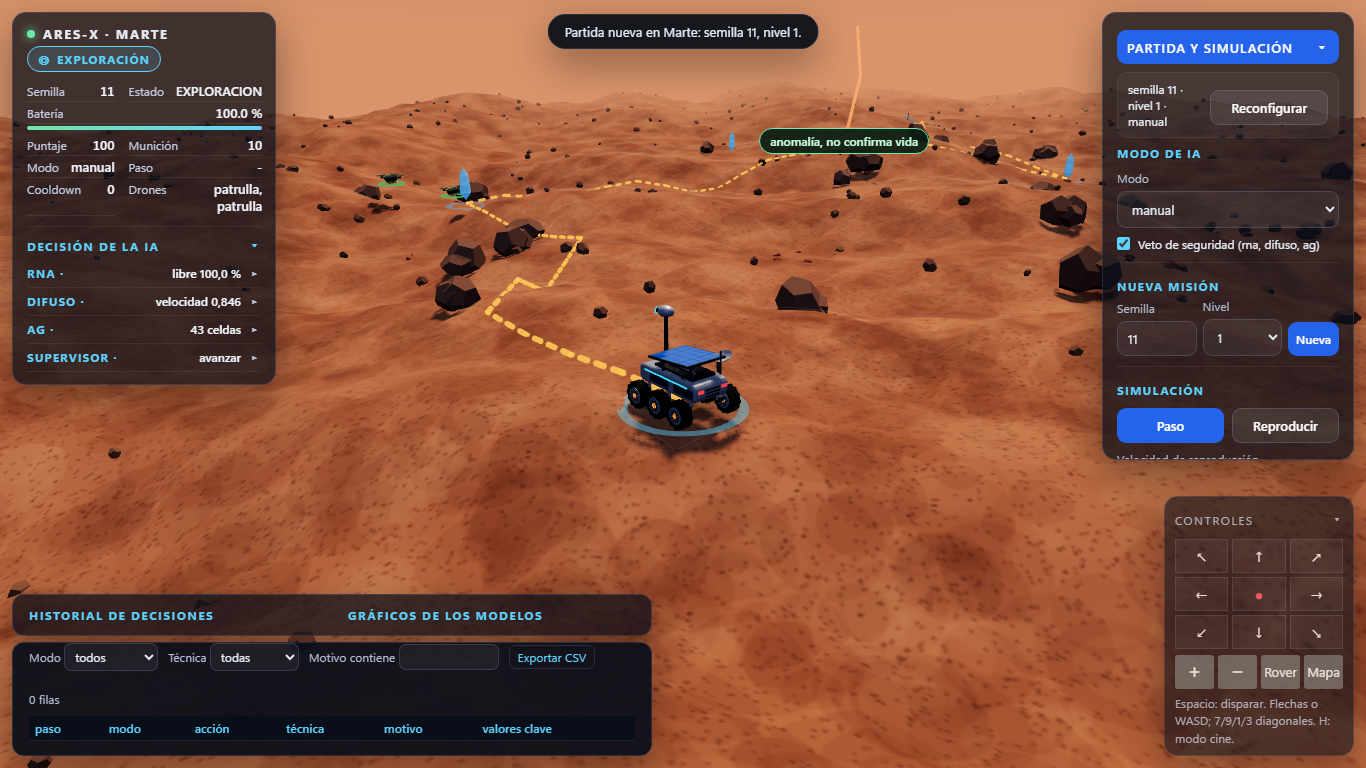 ARES-X · MARTE
EXPLORACIÓN
Semilla 11 Estado EXPLORACION
Batería 100.0 %
Puntaje 100 Munición 10
Modo manual Paso -
Cooldown 0 Drones patrulla,
patrulla
DECISIÓN DE LA IA
RNA · libre 100,0 %
DIFUSO · velocidad 0,846
AG · 43 celdas
SUPERVISOR · avanzar
Partida nueva en Marte: semilla 11, nivel 1.
anomalía, no confirma vida
PARTIDA Y SIMULACIÓN
semilla 11 ·
nivel 1 ·
manual
Reconfigurar
MODO DE IA
Modo
manual
Veto de seguridad (rna, difuso, ag)
NUEVA MISIÓN
Semilla Nivel
11 1 Nueva
SIMULACIÓN
Paso Reproducir
Velocidad de reproducción
CONTROLES
↖ ↑ ↗
← ● →
↙ ↓ ↘
+ − Rover Mapa
Espacio: disparar. Flechas o
WASD; 7/9/1/3 diagonales. H:
modo cine.
HISTORIAL DE DECISIONES GRÁFICOS DE LOS MODELOS
Modo todos Técnica todas Motivo contiene Exportar CSV
0 filas
paso modo acción técnica motivo valores clave